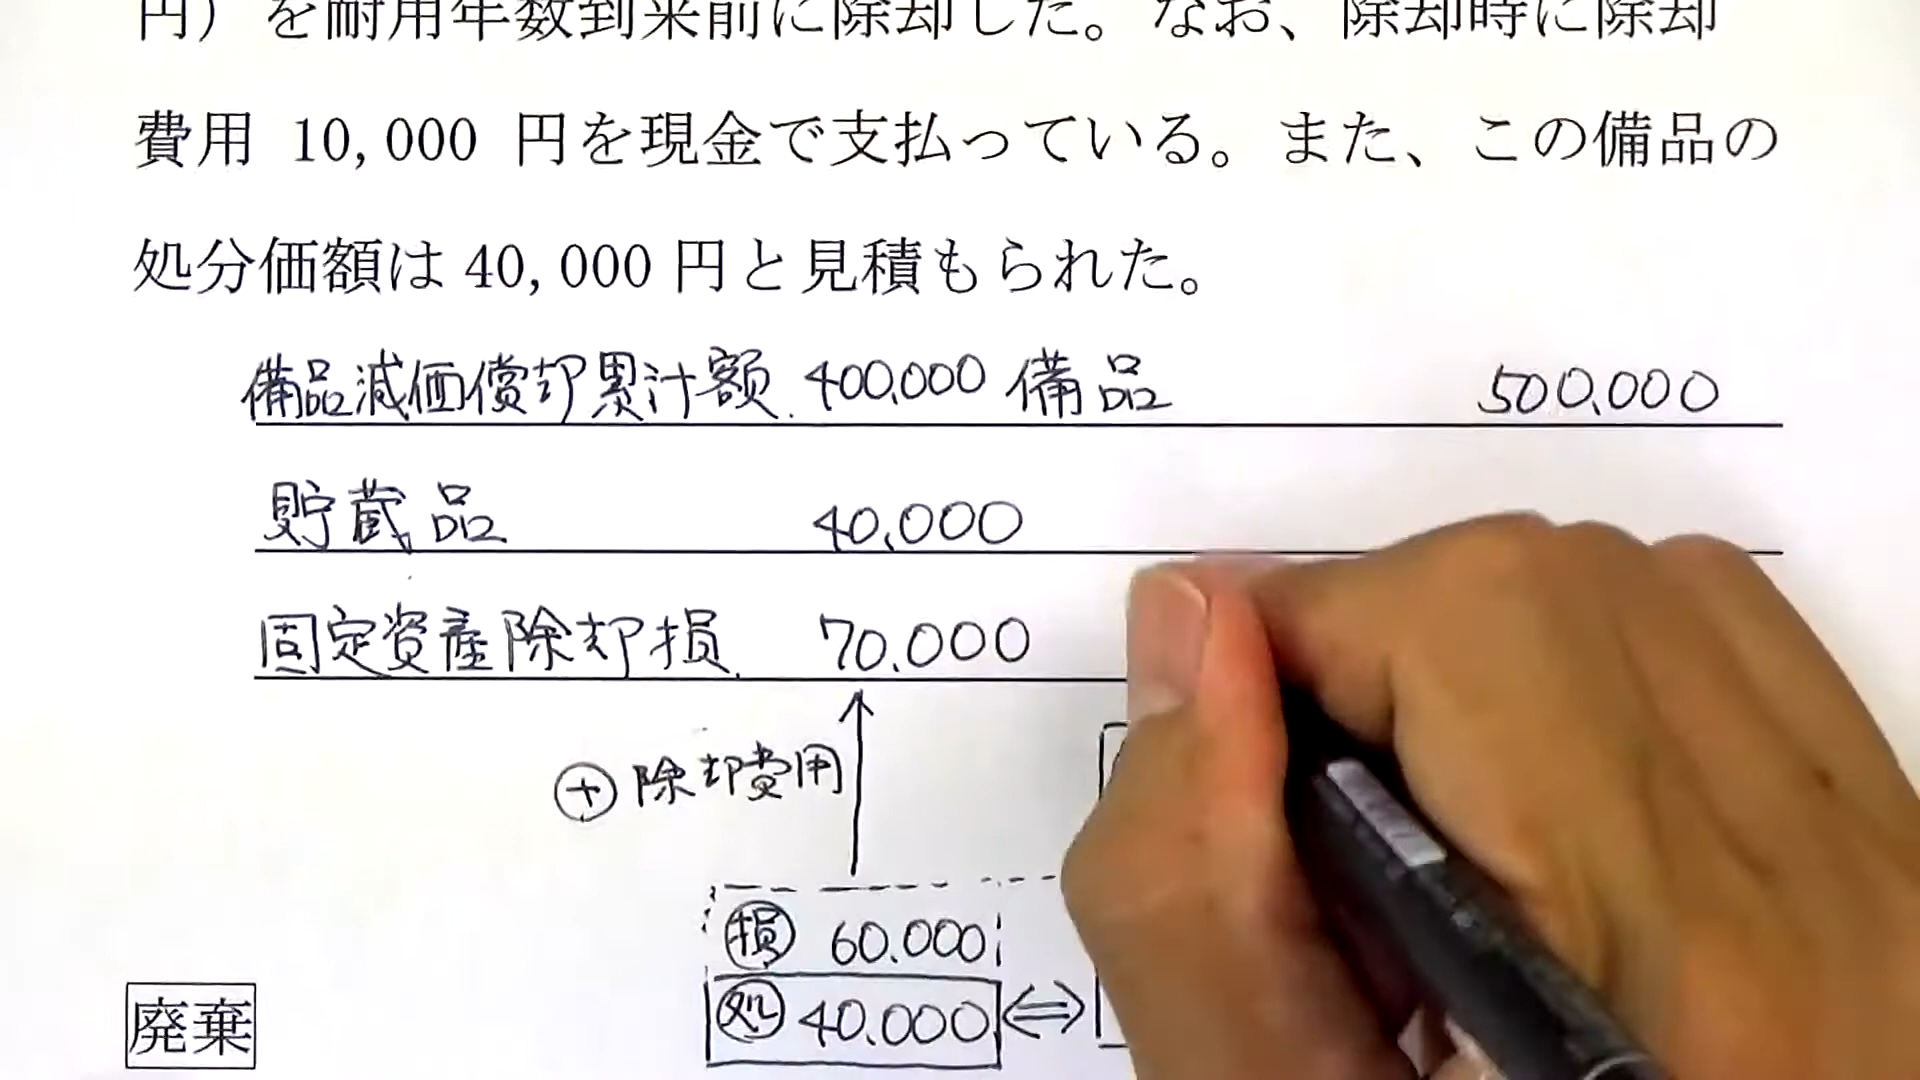 円）を耐用年数到来前に除却した。なお、除却時に除却
費用 10,000 円を現金で支払っている。また、この備品の
処分価額は 40,000 円と見積もられた。
備品減価償却累計額 400,000 備品 500,000
貯蔵品 40,000
固定資産除却損 70,000
＋ 除却費用
損 60,000
処 40,000 ⇔
廃棄